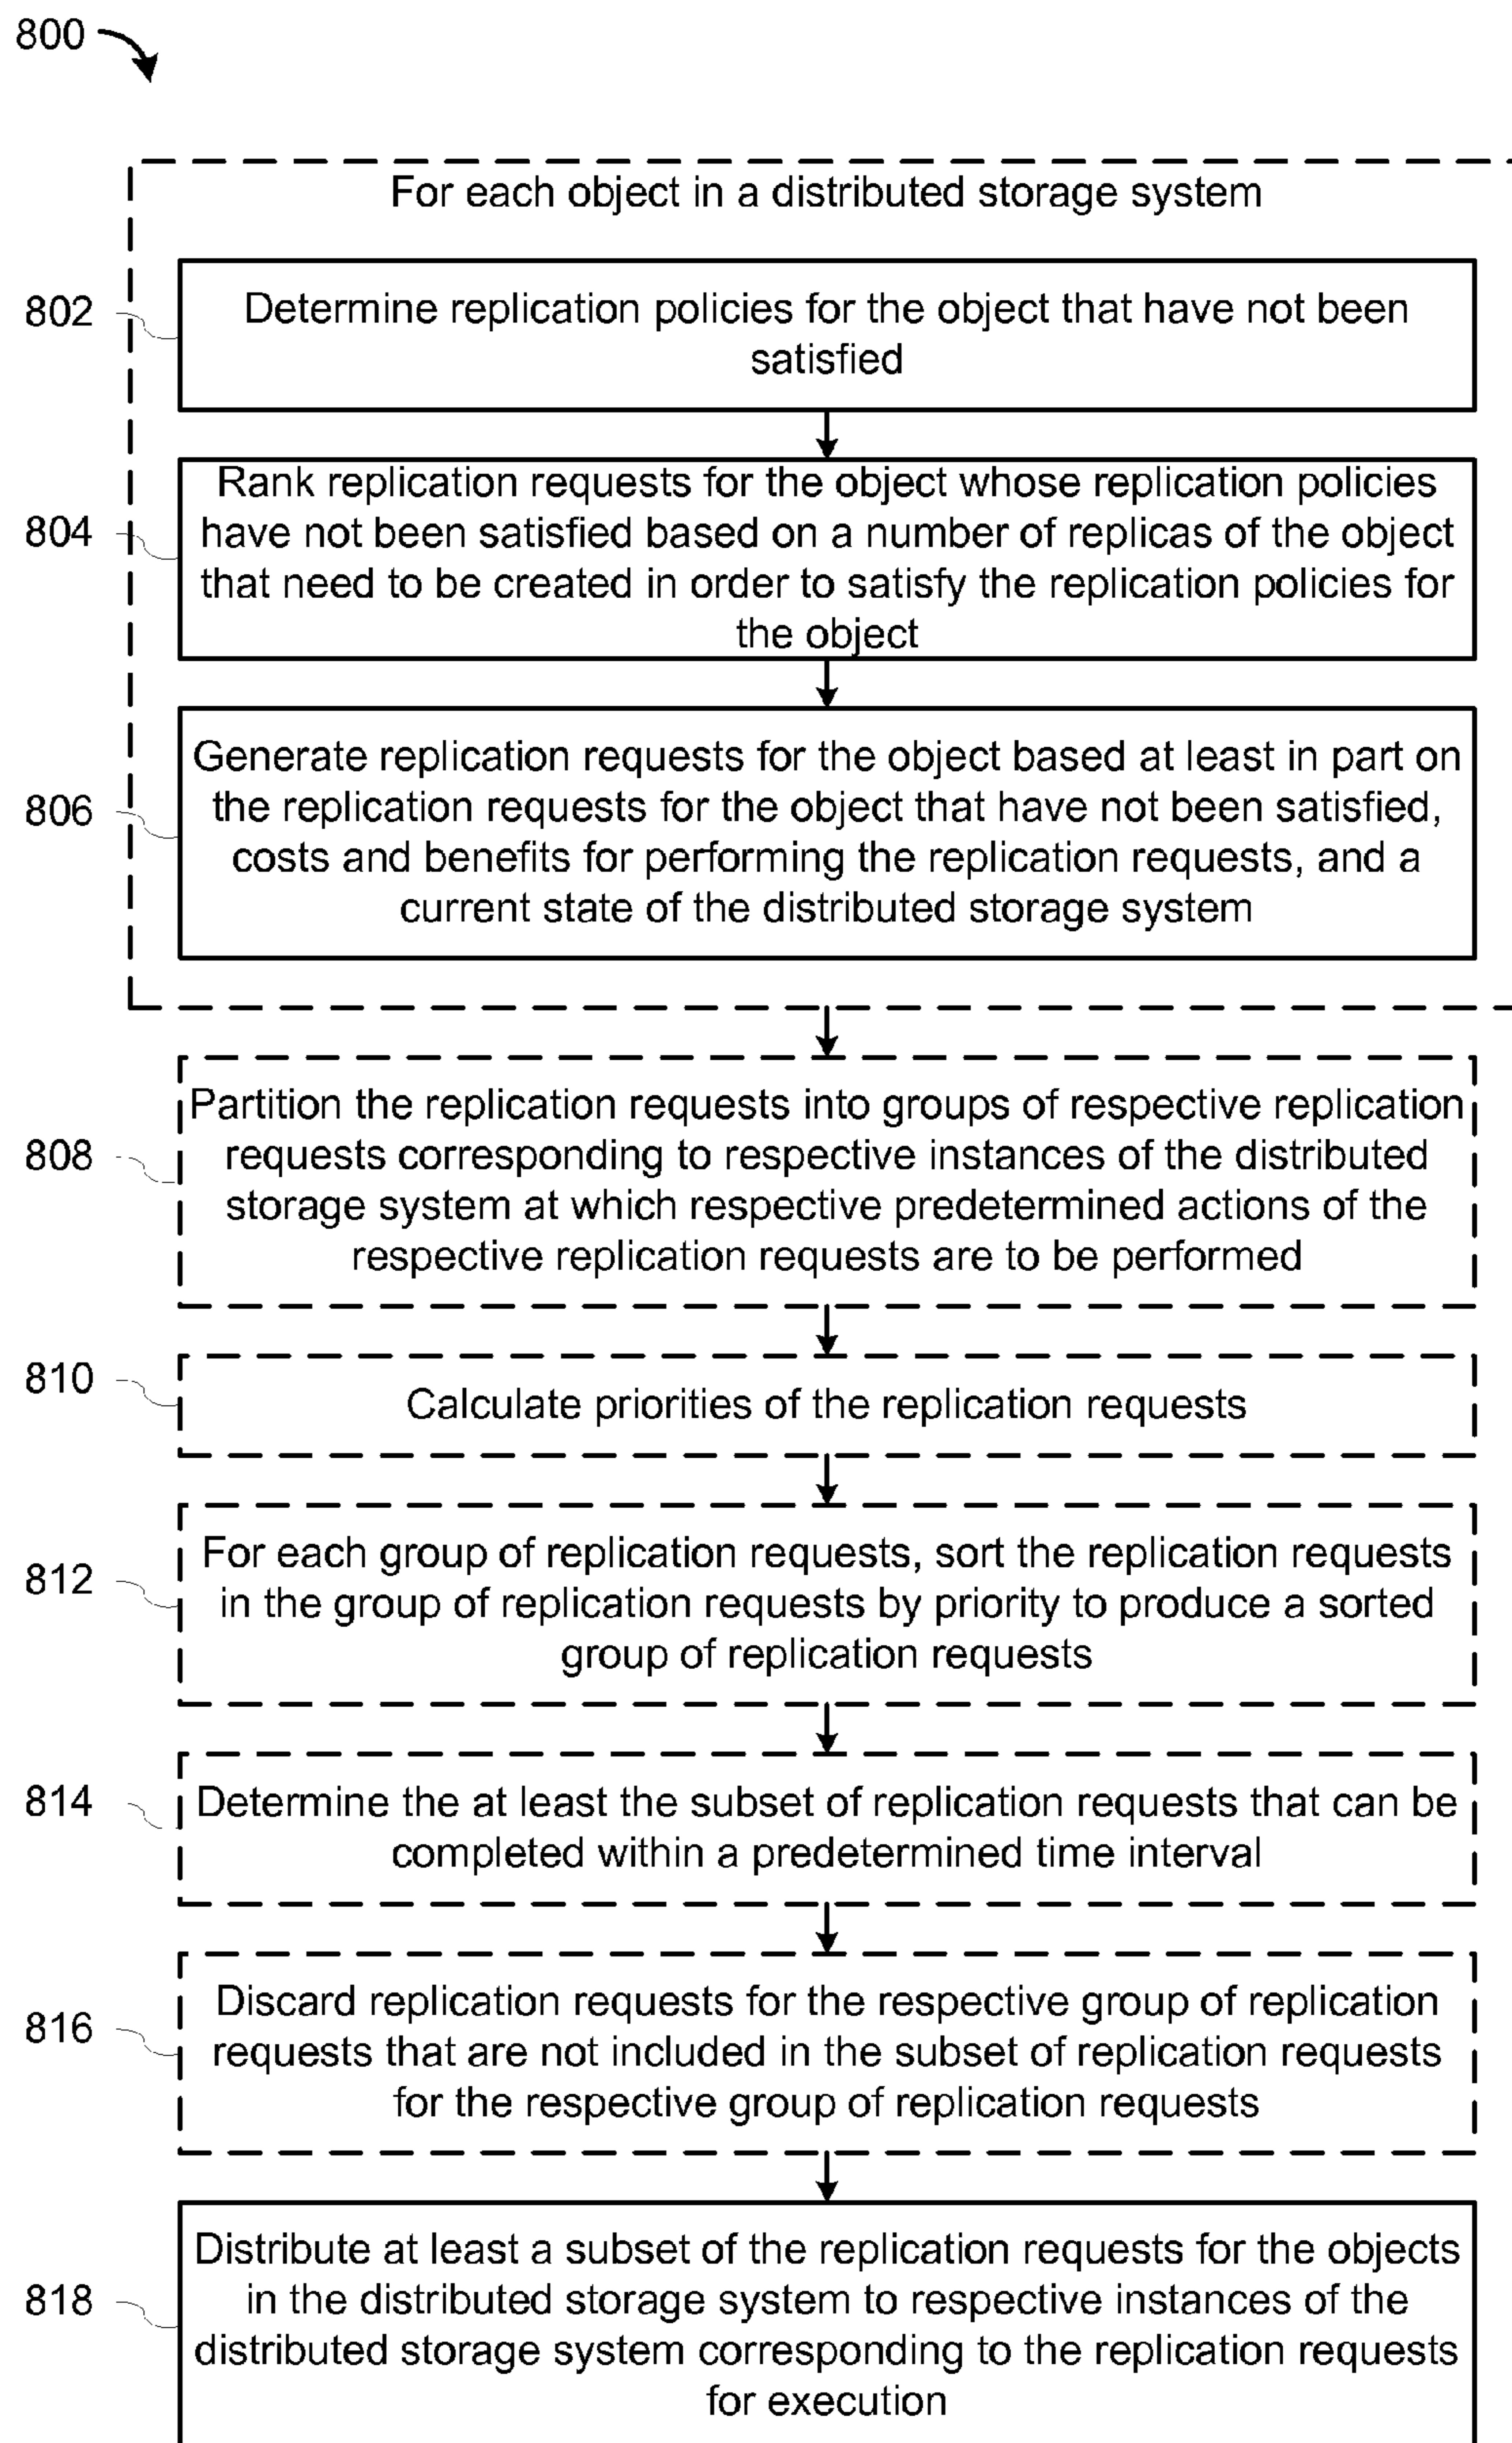 800
For each object in a distributed storage system
802
Determine replication policies for the object that have not been
satisfied
804
Rank replication requests for the object whose replication policies
have not been satisfied based on a number of replicas of the object
that need to be created in order to satisfy the replication policies for
the object
806
Generate replication requests for the object based at least in part on
the replication requests for the object that have not been satisfied,
costs and benefits for performing the replication requests, and a
current state of the distributed storage system
808
Partition the replication requests into groups of respective replication
requests corresponding to respective instances of the distributed
storage system at which respective predetermined actions of the
respective replication requests are to be performed
810
Calculate priorities of the replication requests
812
For each group of replication requests, sort the replication requests
in the group of replication requests by priority to produce a sorted
group of replication requests
814
Determine the at least the subset of replication requests that can be
completed within a predetermined time interval
816
Discard replication requests for the respective group of replication
requests that are not included in the subset of replication requests
for the respective group of replication requests
818
Distribute at least a subset of the replication requests for the objects
in the distributed storage system to respective instances of the
distributed storage system corresponding to the replication requests
for execution